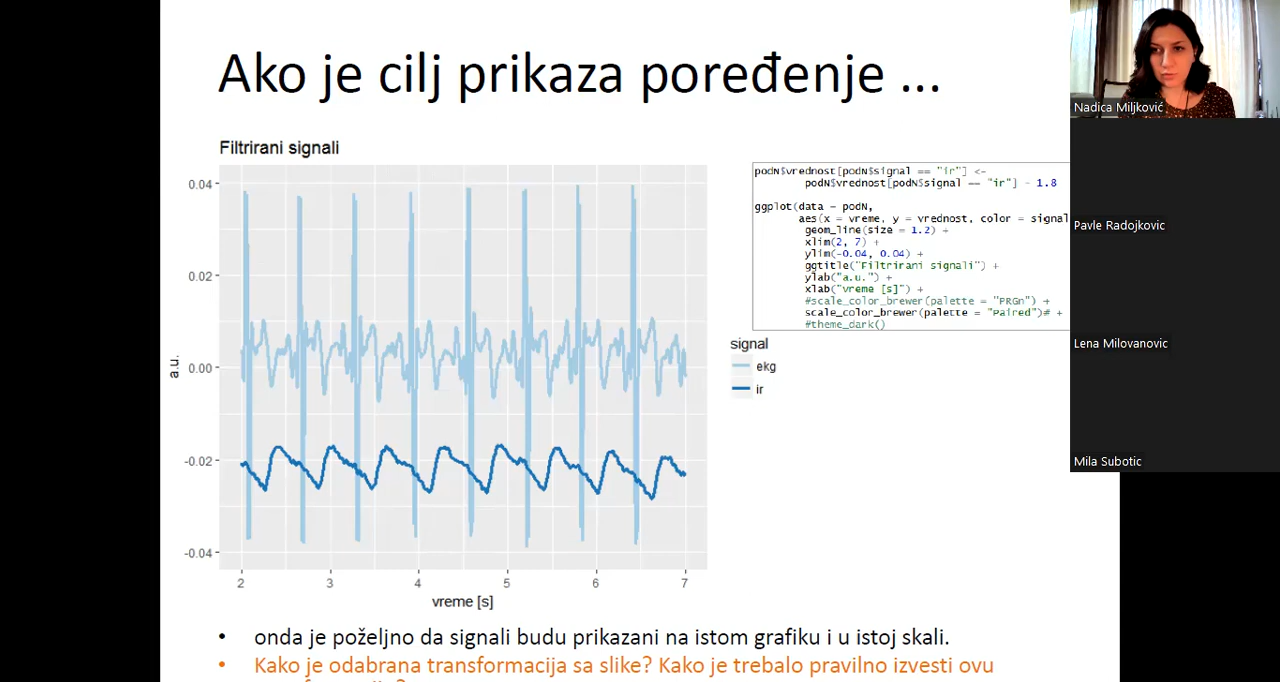 Ako je cilj prikaza poređenje ...
Nadica Miljković
Filtrirani signali
podN$vrednost[podN$signal == "ir"] <-
podN$vrednost[podN$signal == "ir"] - 1.8
ggplot(data = podN,
aes(x = vreme, y = vrednost, color = signal
geom_line(size = 1.2) +
xlim(2, 7) +
ylim(-0.04, 0.04) +
ggtitle("Filtrirani signali") +
ylab("a.u.") +
xlab("vreme [s]") +
#scale_color_brewer(palette = "PRGn") +
scale_color_brewer(palette = "Paired")# +
#theme_dark()
Pavle Radojkovic
Lena Milovanovic
Mila Subotic
0.04
0.02
0.00
-0.02
-0.04
a.u.
2 3 4 5 6 7
vreme [s]
signal
ekg
ir
• onda je poželjno da signali budu prikazani na istom grafiku i u istoj skali.
• Kako je odabrana transformacija sa slike? Kako je trebalo pravilno izvesti ovu